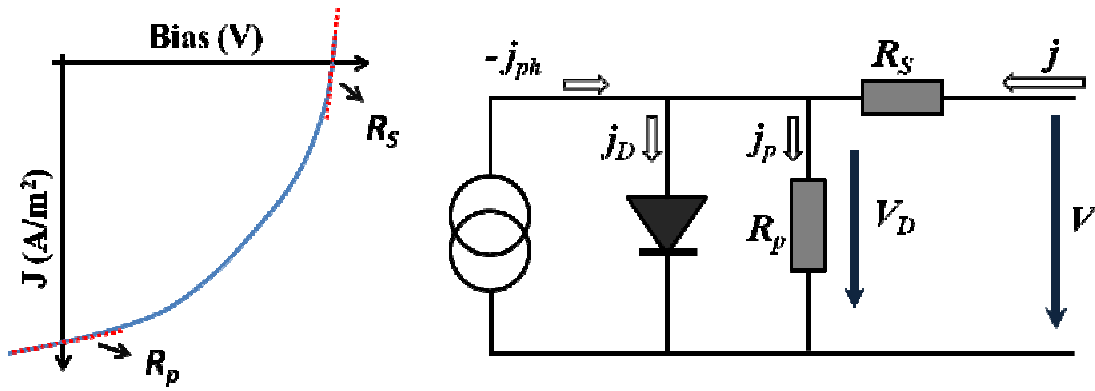 Bias (V)
J (A/m²)
R_S
R_p
-j_ph
R_S
j
j_D
j_p
R_p
V_D
V